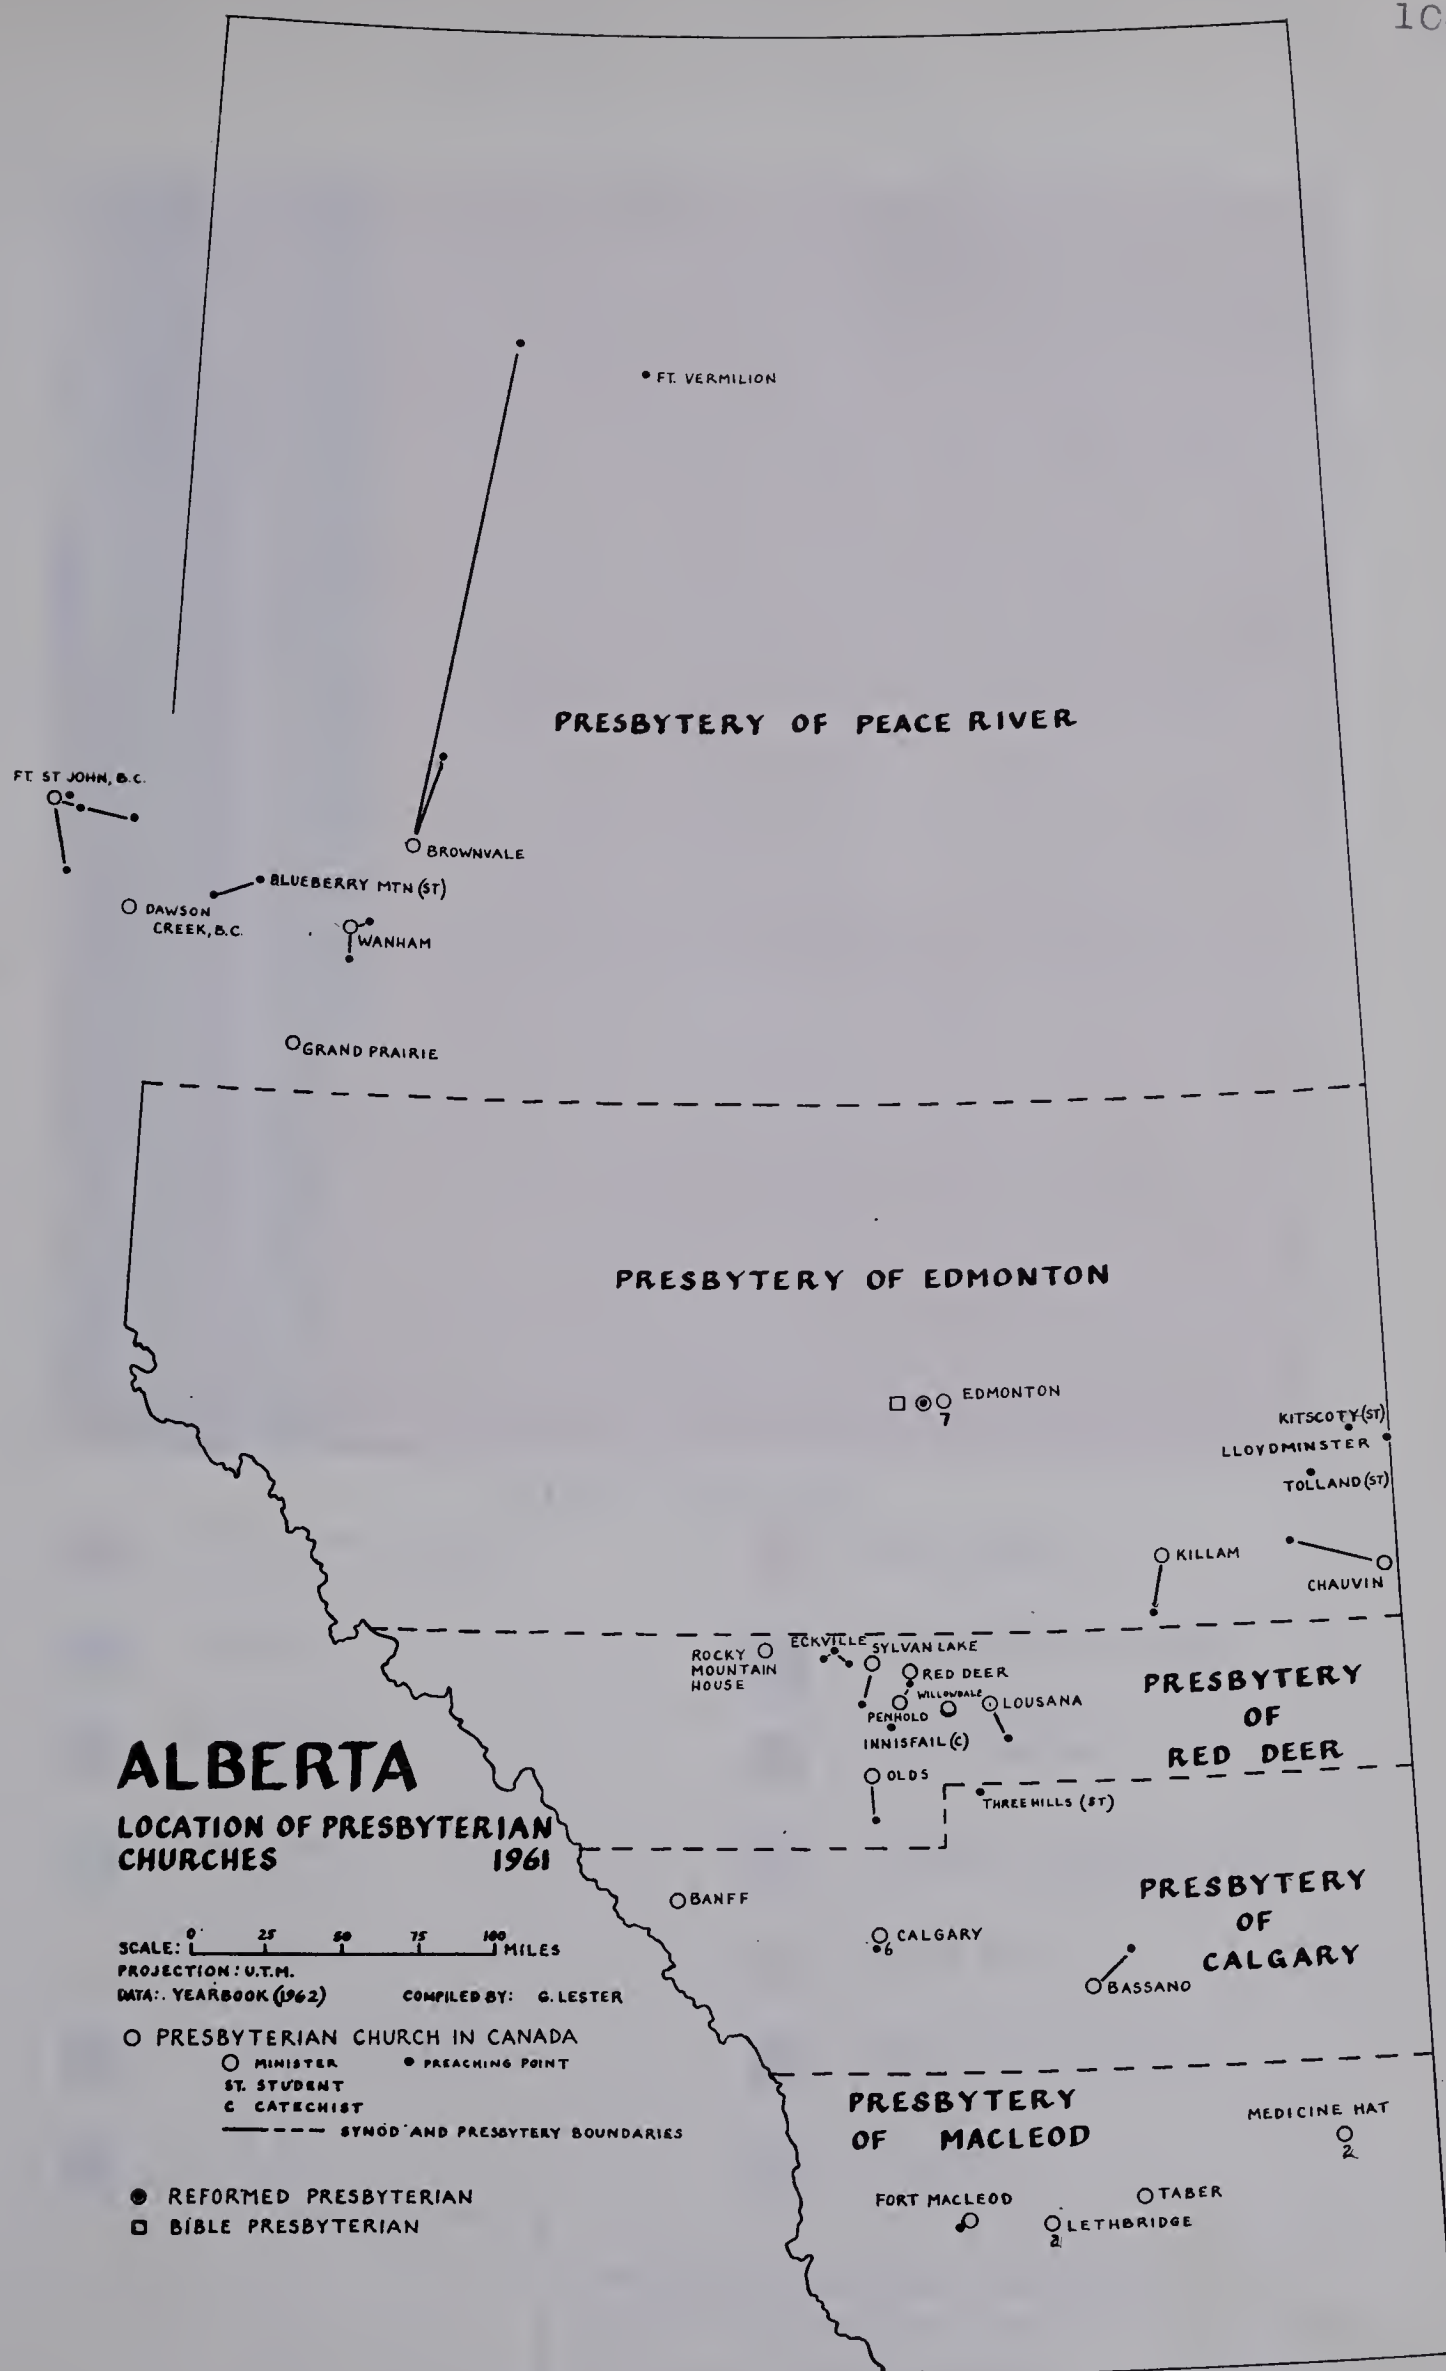 10
FT. VERMILION
PRESBYTERY OF PEACE RIVER
FT. ST JOHN, B.C.
BROWNVALE
BLUEBERRY MTN (ST)
DAWSON
CREEK, B.C.
WANHAM
GRAND PRAIRIE
PRESBYTERY OF EDMONTON
EDMONTON
7
KITSCOTY (ST)
LLOYDMINSTER
TOLLAND (ST)
KILLAM
CHAUVIN
ROCKY
MOUNTAIN
HOUSE
ECKVILLE
SYLVAN LAKE
RED DEER
WILLOWDALE
LOUSANA
PENHOLD
INNISFAIL (C)
PRESBYTERY
OF
RED DEER
OLDS
THREE HILLS (ST)
ALBERTA
LOCATION OF PRESBYTERIAN
CHURCHES 1961
BANFF
CALGARY
6
PRESBYTERY
OF
CALGARY
BASSANO
SCALE: 0 25 50 75 100 MILES
PROJECTION: U.T.M.
DATA: YEARBOOK (1962) COMPILED BY: G. LESTER
O PRESBYTERIAN CHURCH IN CANADA
O MINISTER • PREACHING POINT
ST. STUDENT
C CATECHIST
SYNOD AND PRESBYTERY BOUNDARIES
REFORMED PRESBYTERIAN
BIBLE PRESBYTERIAN
PRESBYTERY
OF MACLEOD
MEDICINE HAT
2
FORT MACLEOD
TABER
LETHBRIDGE
2